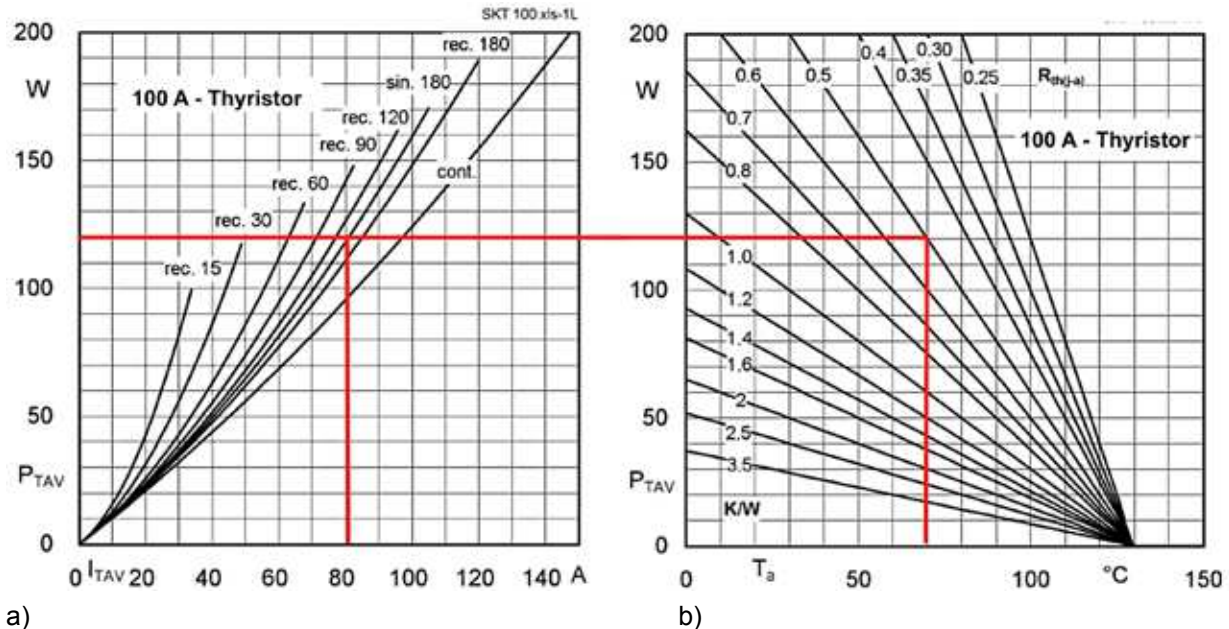 SKT 100.xls-1L
200
W
150
100
50
P_TAV
0
100 A - Thyristor
rec. 180
sin. 180
rec. 120
rec. 90
cont.
rec. 60
rec. 30
rec. 15
0 I_TAV 20 40 60 80 100 120 140 A
a)
200
W
150
100
50
P_TAV
0
0.6 0.5 0.4 0.35 0.30 0.25 R_th(j-a)
100 A - Thyristor
0.7
0.8
1.0
1.2
1.4
1.6
2
2.5
3.5
K/W
0 T_a 50 100 °C 150
b)